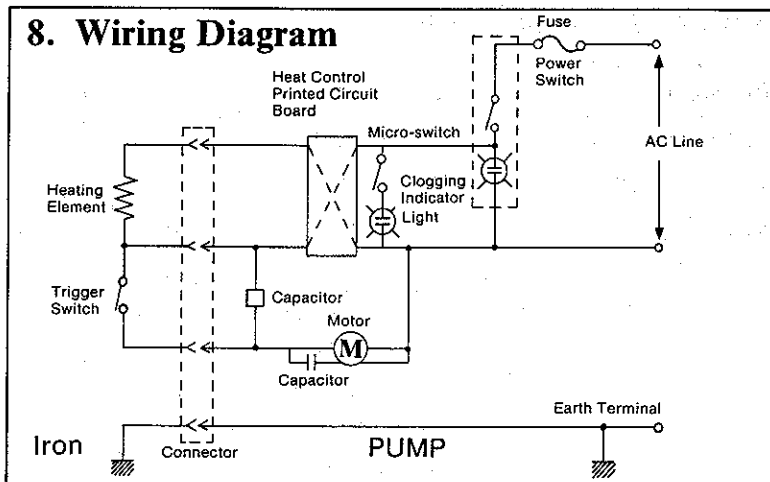 8. Wiring Diagram
Fuse
Power
Switch
Heat Control
Printed Circuit
Board
Micro-switch
AC Line
Clogging
Indicator
Light
Heating
Element
Trigger
Switch
Capacitor
Motor
M
Capacitor
Earth Terminal
Iron
Connector
PUMP